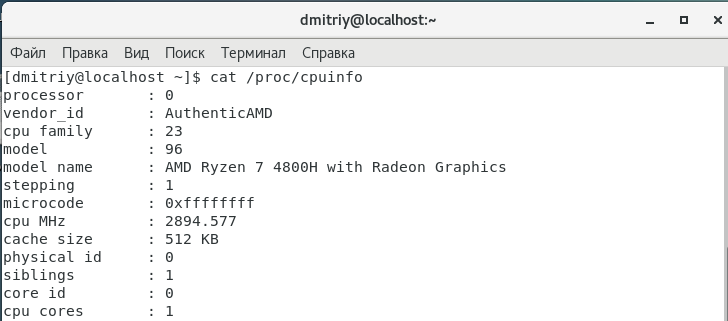 dmitriy@localhost:~
Файл Правка Вид Поиск Терминал Справка
[dmitriy@localhost ~]$ cat /proc/cpuinfo
processor : 0
vendor_id : AuthenticAMD
cpu family : 23
model : 96
model name : AMD Ryzen 7 4800H with Radeon Graphics
stepping : 1
microcode : 0xffffffff
cpu MHz : 2894.577
cache size : 512 KB
physical id : 0
siblings : 1
core id : 0
cpu cores : 1